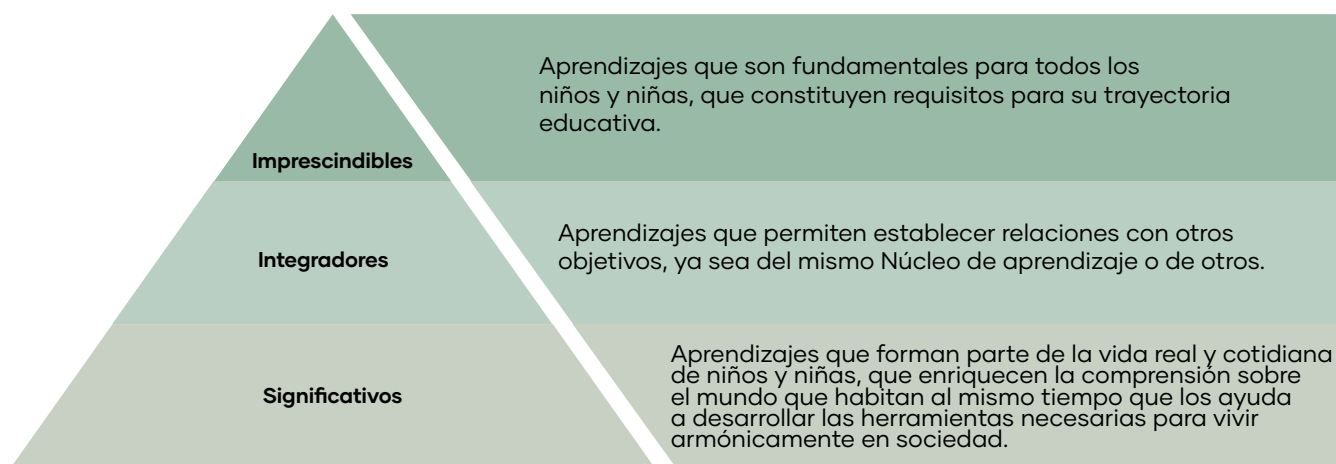 Imprescindibles
Aprendizajes que son fundamentales para todos los
niños y niñas, que constituyen requisitos para su trayectoria
educativa.
Integradores
Aprendizajes que permiten establecer relaciones con otros
objetivos, ya sea del mismo Núcleo de aprendizaje o de otros.
Significativos
Aprendizajes que forman parte de la vida real y cotidiana
de niños y niñas, que enriquecen la comprensión sobre
el mundo que habitan al mismo tiempo que los ayuda
a desarrollar las herramientas necesarias para vivir
armónicamente en sociedad.